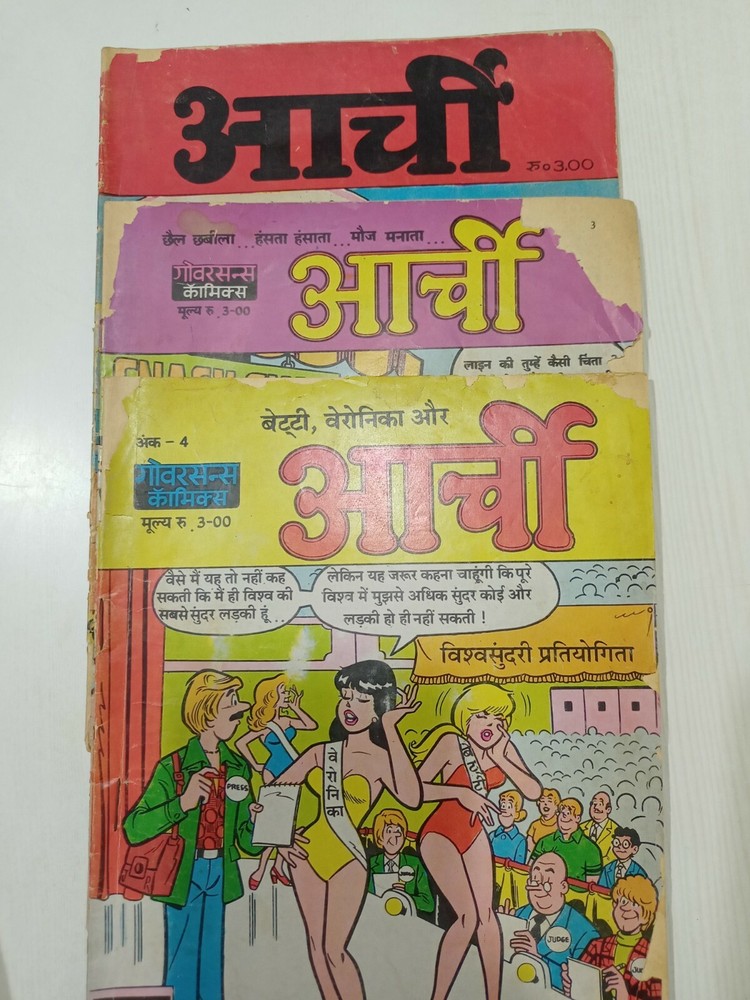 आर्ची
रु० 3.00
3
छैल छबीला...हंसता हंसाता...मौज मनाता...
गोवरसन्स
कॅामिक्स
मूल्य रु. 3-00
आर्ची
लाइन की तुम्हें कैसी चिंता
बेट्टी, वेरोनिका और
अंक - 4
गोवरसन्स
कॅामिक्स
मूल्य रु. 3-00
आर्ची
वैसे मैं यह तो नहीं कह
सकती कि मैं ही विश्व की
सबसे सुंदर लड़की हूं...
लेकिन यह जरूर कहना चाहूंगी कि पूरे
विश्व में मुझसे अधिक सुंदर कोई और
लड़की हो ही नहीं सकती !
विश्वसुंदरी प्रतियोगिता
PRESS
वेरोनिका
JUDGE